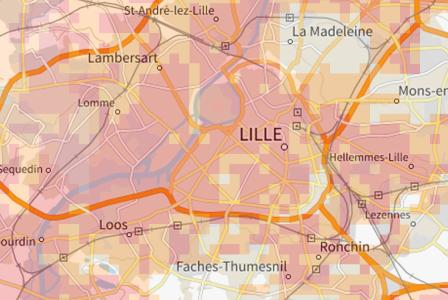 St-André-lez-Lille
La Madeleine
Lambersart
Mons-en
Lomme
LILLE
Hellemmes-Lille
Sequedin
Lezennes
Loos
ourdin
Ronchin
Faches-Thumesnil